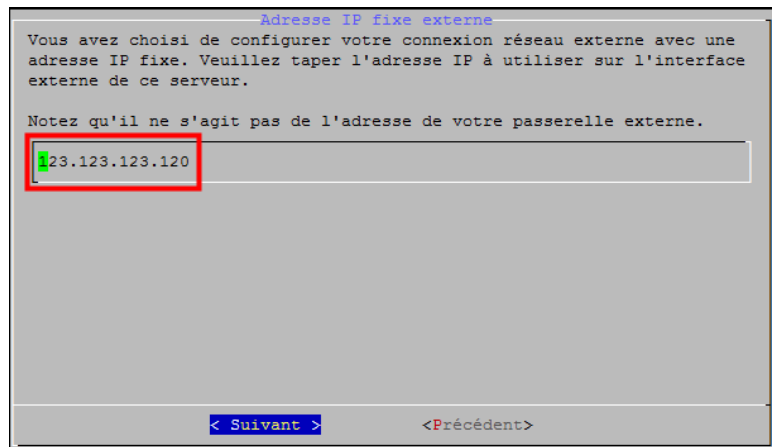 Adresse IP fixe externe
Vous avez choisi de configurer votre connexion réseau externe avec une
adresse IP fixe. Veuillez taper l'adresse IP à utiliser sur l'interface
externe de ce serveur.
Notez qu'il ne s'agit pas de l'adresse de votre passerelle externe.
123.123.123.120
< Suivant > <Précédent>